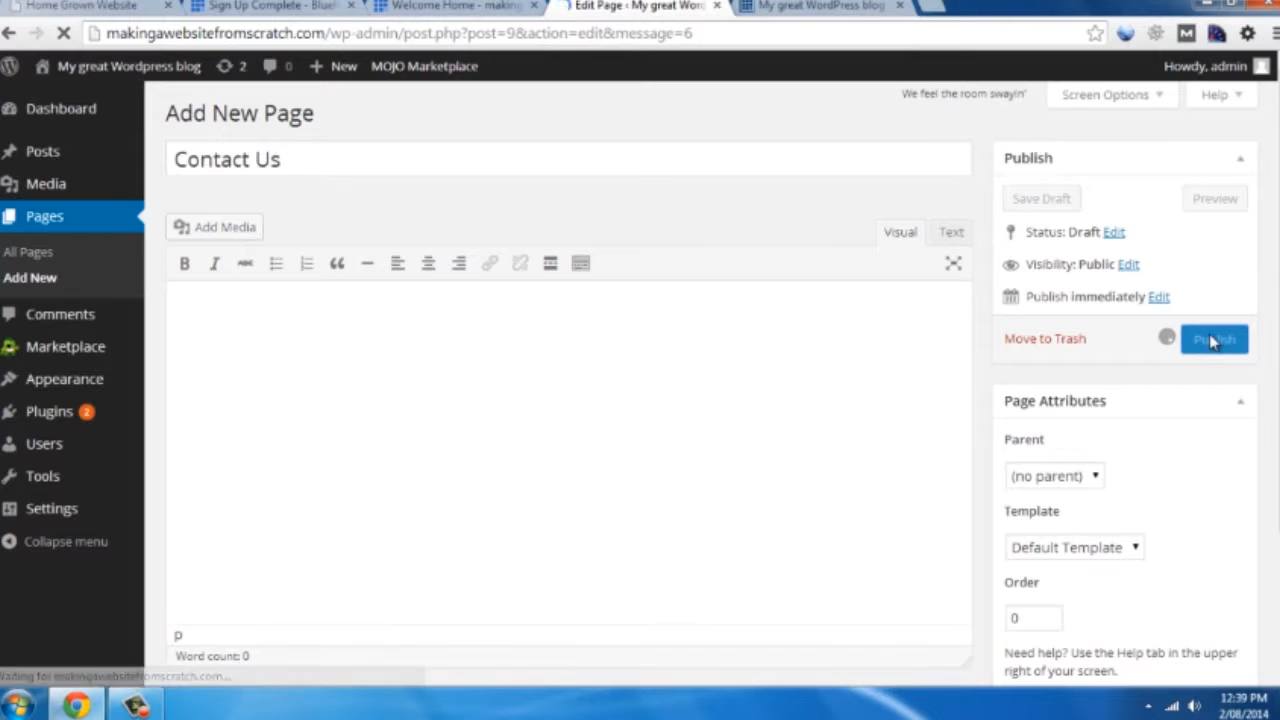 Home Grown Website
Sign Up Complete - Blueh
Welcome Home - making
Edit Page ‹ My great Wor
My great WordPress blog
makingawebsitefromscratch.com/wp-admin/post.php?post=9&action=edit&message=6
My great Wordpress blog
2
0
New
MOJO Marketplace
Howdy, admin
Dashboard
Posts
Media
Pages
All Pages
Add New
Comments
Marketplace
Appearance
Plugins 2
Users
Tools
Settings
Collapse menu
We feel the room swayin'
Screen Options
Help
Add New Page
Contact Us
Add Media
Visual
Text
B I ABC
p
Word count: 0
Publish
Save Draft
Preview
Status: Draft Edit
Visibility: Public Edit
Publish immediately Edit
Move to Trash
Publish
Page Attributes
Parent
(no parent)
Template
Default Template
Order
0
Need help? Use the Help tab in the upper
right of your screen.
Waiting for makingawebsitefromscratch.com...
12:39 PM
2/08/2014